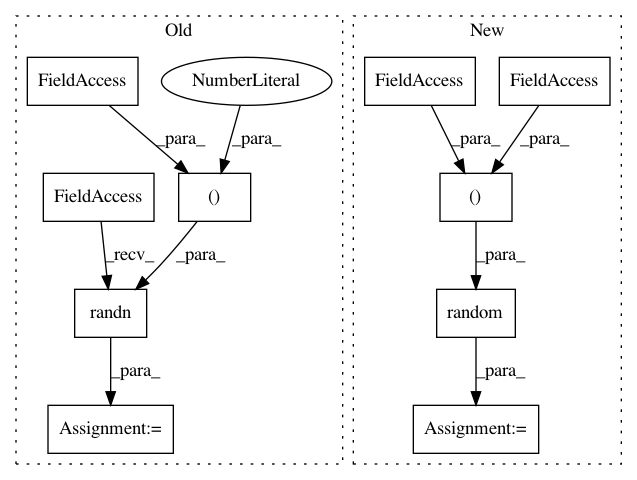 Old
New
FieldAccess
NumberLiteral
FieldAccess
FieldAccess
_para_
_para_
_para_
_para_
FieldAccess
()
()
_recv_
_para_
_para_
randn
random
_para_
_para_
Assignment:=
Assignment:=